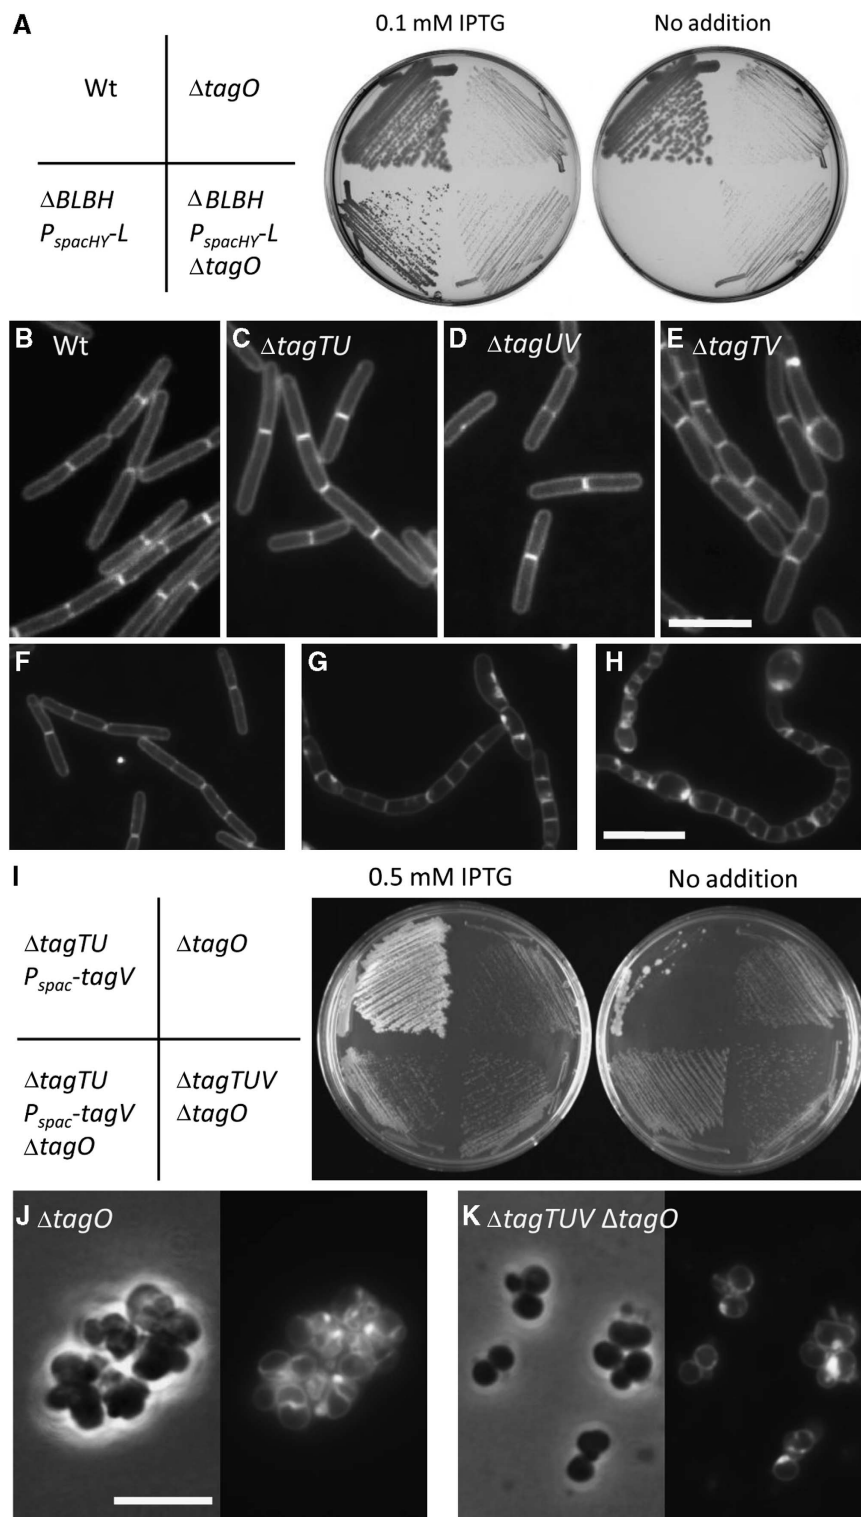 A
0.1 mM IPTG
No addition
Wt
ΔtagO
ΔBLBH
PspacHY-L
ΔBLBH
PspacHY-L
ΔtagO
B Wt
C ΔtagTU
D ΔtagUV
E ΔtagTV
F
G
H
I
0.5 mM IPTG
No addition
ΔtagTU
Pspac-tagV
ΔtagO
ΔtagTU
Pspac-tagV
ΔtagO
ΔtagTUV
ΔtagO
J ΔtagO
K ΔtagTUV ΔtagO